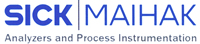 SICK | MAIHAK
Analyzers and Process Instrumentation